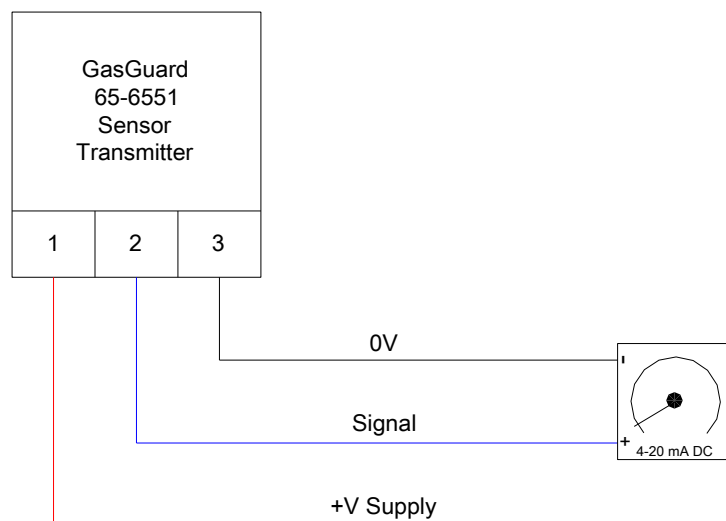 GasGuard
65-6551
Sensor
Transmitter
1 2 3
0V
-
Signal
+
4-20 mA DC
+V Supply